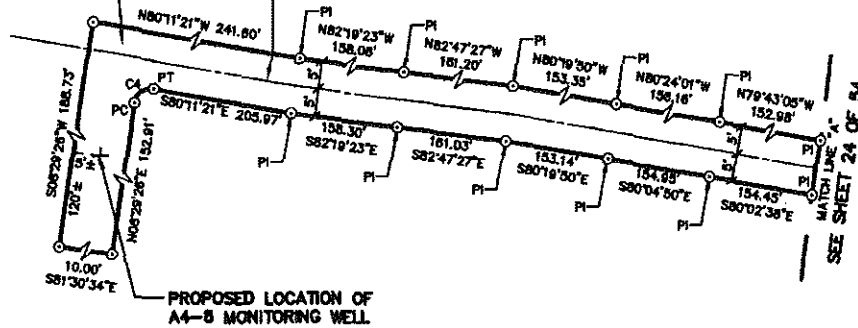 N80°11'21"W 241.60'
PI
N82°19'23"W
158.06'
PI
N82°47'27"W
161.20'
PI
N80°19'50"W
153.35'
PI
N80°24'01"W
156.16'
PI
N79°43'05"W
152.98'
PI
C4
PT
PC
S80°11'21"E 205.97'
PI
158.30'
S82°19'23"E
PI
161.03'
S82°47'27"E
PI
153.14'
S80°19'50"E
PI
154.95'
S80°04'50"E
PI
154.45'
S80°02'38"E
PI
5'
5'
5'
5'
MATCH LINE "A"
SEE SHEET 24 OF 54
S08°29'26"W 188.73'
120'±
5'±
N08°29'26"E 152.91'
10.00'
S81°30'34"E
PROPOSED LOCATION OF
A4-8 MONITORING WELL